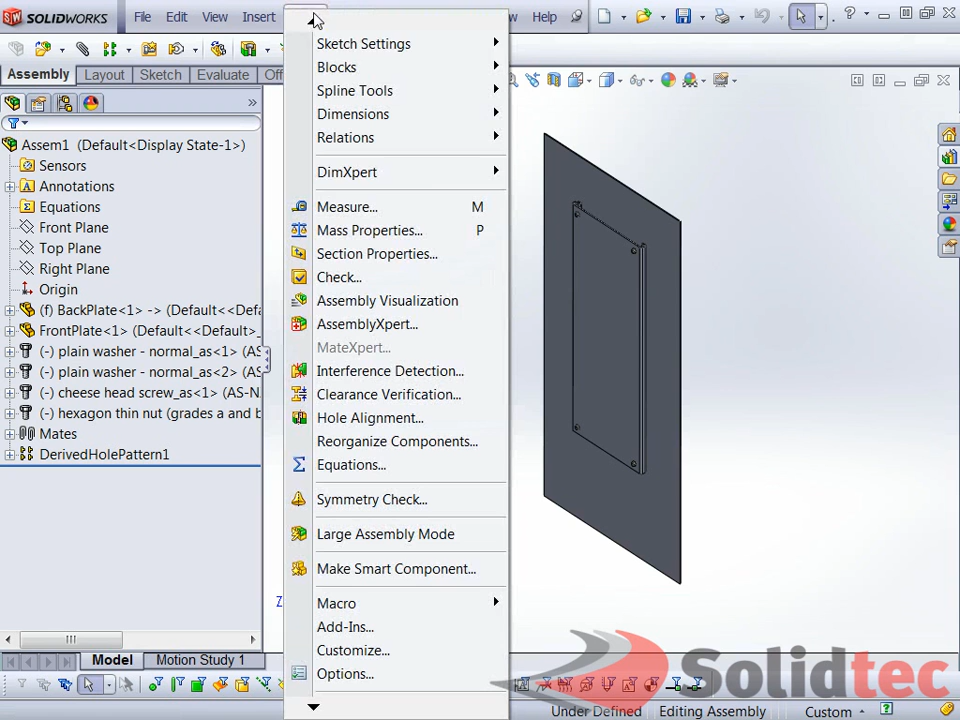 SOLIDWORKS File Edit View Insert w Help
Assembly Layout Sketch Evaluate Off
Assem1 (Default<Display State-1>)
Sensors
Annotations
Equations
Front Plane
Top Plane
Right Plane
Origin
(f) BackPlate<1> -> (Default<<Defa
FrontPlate<1> (Default<<Default>_
(-) plain washer - normal_as<1> (AS
(-) plain washer - normal_as<2> (AS
(-) cheese head screw_as<1> (AS-N
(-) hexagon thin nut (grades a and b
Mates
DerivedHolePattern1
Sketch Settings
Blocks
Spline Tools
Dimensions
Relations
DimXpert
Measure... M
Mass Properties... P
Section Properties...
Check...
Assembly Visualization
AssemblyXpert...
MateXpert...
Interference Detection...
Clearance Verification...
Hole Alignment...
Reorganize Components...
Equations...
Symmetry Check...
Large Assembly Mode
Make Smart Component...
Macro
Add-Ins...
Customize...
Options...
Z
Model Motion Study 1
Solidtec
Under Defined Editing Assembly Custom